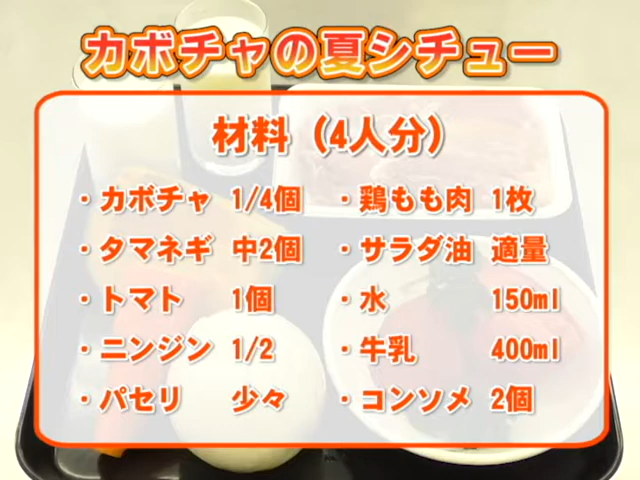 カボチャの夏シチュー
材料（4人分）
・カボチャ 1/4個
・タマネギ 中2個
・トマト 1個
・ニンジン 1/2
・パセリ 少々
・鶏もも肉 1枚
・サラダ油 適量
・水 150ml
・牛乳 400ml
・コンソメ 2個